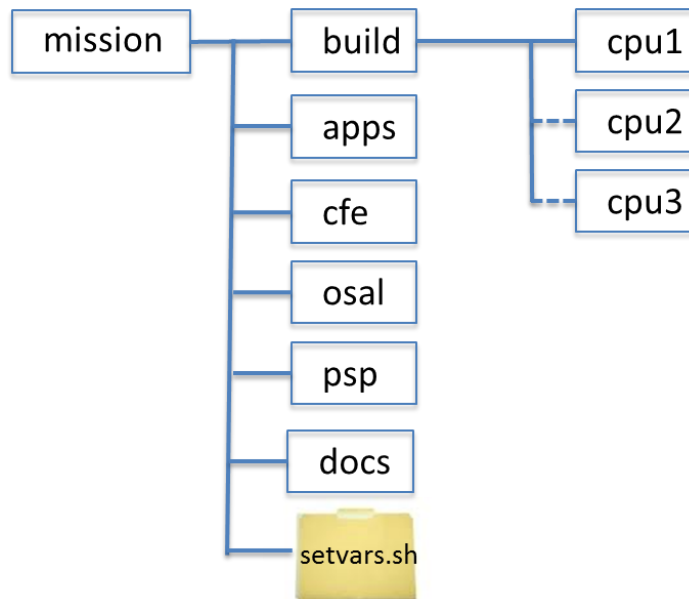 mission
build
cpu1
apps
cpu2
cfe
cpu3
osal
psp
docs
setvars.sh